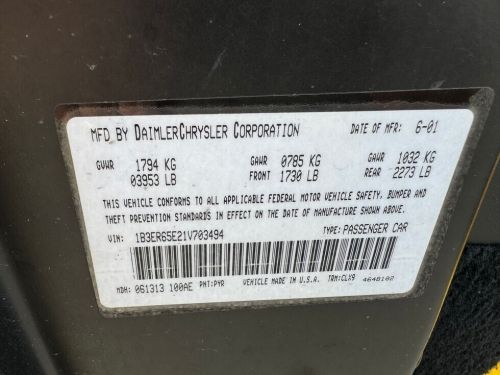 MFD BY DAIMLERCHRYSLER CORPORATION DATE OF MFR: 6-01
GVWR 1794 KG GAWR 0785 KG GAWR 1032 KG
03953 LB FRONT 1730 LB REAR 2273 LB
THIS VEHICLE CONFORMS TO ALL APPLICABLE FEDERAL MOTOR VEHICLE SAFETY, BUMPER AND
THEFT PREVENTION STANDARDS IN EFFECT ON THE DATE OF MANUFACTURE SHOWN ABOVE.
VIN: 1B3ER65E21V703494 TYPE: PASSENGER CAR
MDH: 061313 100AE PNT: PYR VEHICLE MADE IN U.S.A. TRM: CLX9 4648102